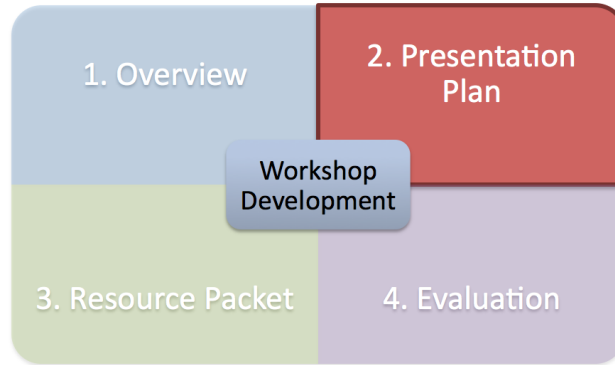 1. Overview
2. Presentation
Plan
Workshop
Development
3. Resource Packet
4. Evaluation